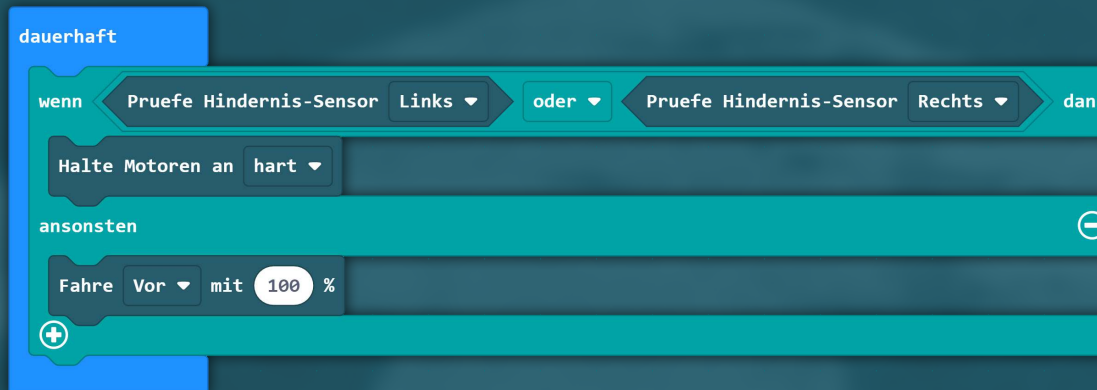 dauerhaft
wenn Pruefe Hindernis-Sensor Links oder Pruefe Hindernis-Sensor Rechts dan
Halte Motoren an hart
ansonsten
Fahre Vor mit 100 %